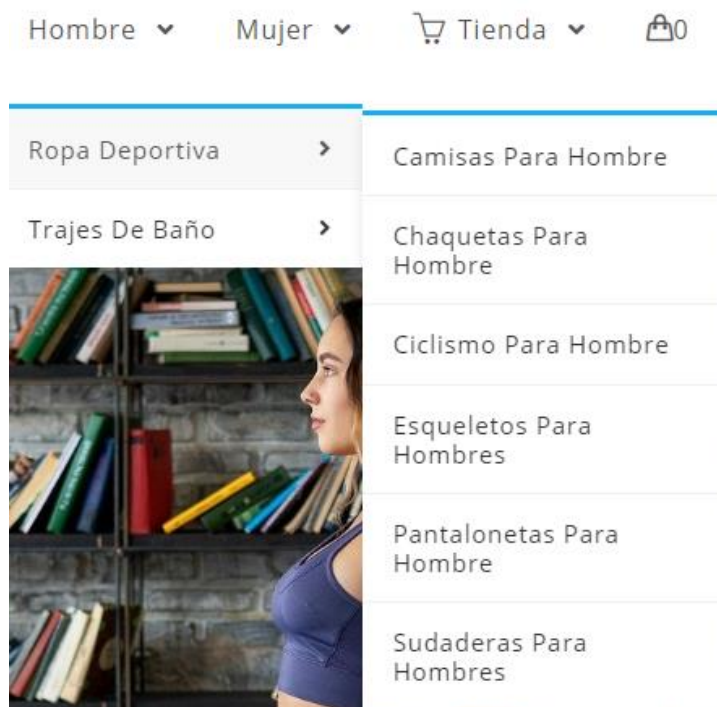 Hombre
Mujer
Tienda
0
Ropa Deportiva
Trajes De Baño
Camisas Para Hombre
Chaquetas Para
Hombre
Ciclismo Para Hombre
Esqueletos Para
Hombres
Pantalonetas Para
Hombre
Sudaderas Para
Hombres